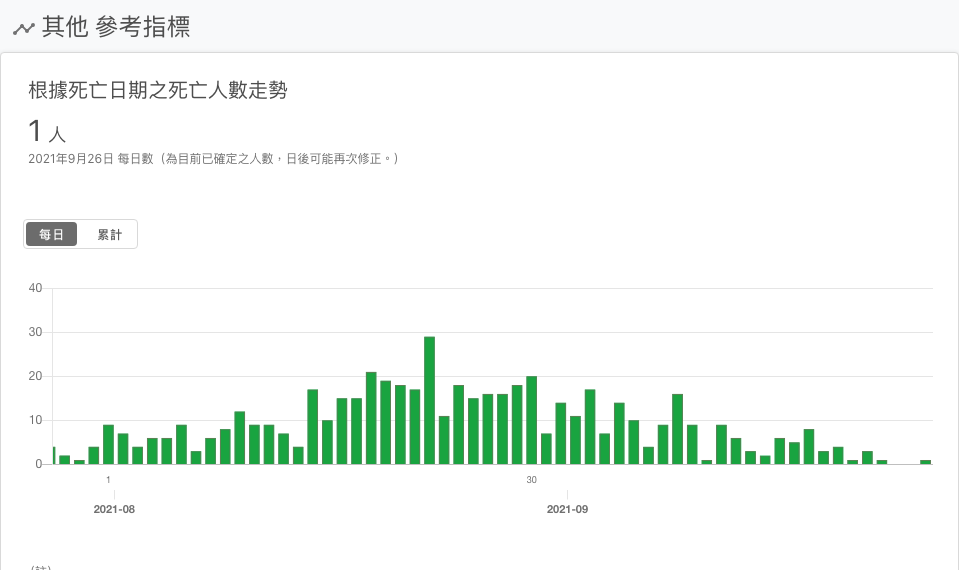 其他 參考指標
根據死亡日期之死亡人數走勢
1 人
2021年9月26日 每日數（為目前已確定之人數，日後可能再次修正。）
每日 累計
40
30
20
10
0
1 30
2021-08 2021-09